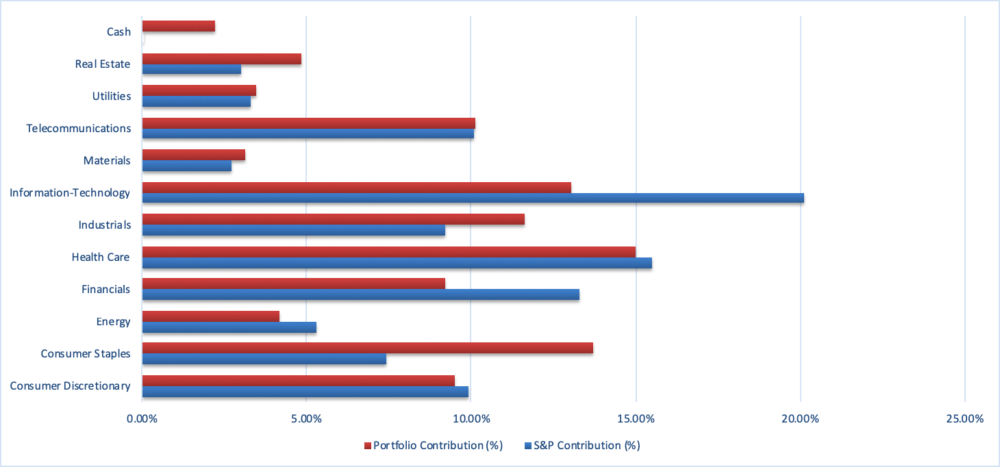 Cash
Real Estate
Utilities
Telecommunications
Materials
Information-Technology
Industrials
Health Care
Financials
Energy
Consumer Staples
Consumer Discretionary
0.00% 5.00% 10.00% 15.00% 20.00% 25.00%
Portfolio Contribution (%) S&P Contribution (%)